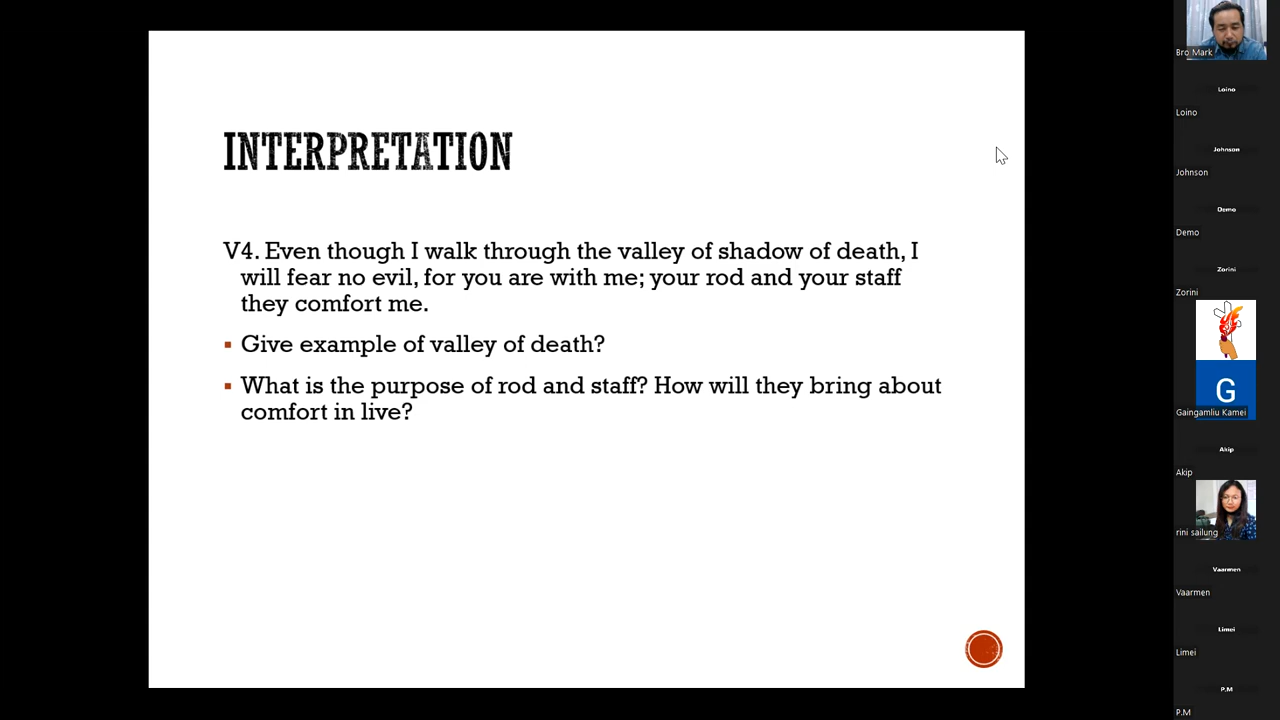 INTERPRETATION
V4. Even though I walk through the valley of shadow of death, I
will fear no evil, for you are with me; your rod and your staff
they comfort me.
Give example of valley of death?
What is the purpose of rod and staff? How will they bring about
comfort in live?
Bro Mark
Loino
Loino
Johnson
Johnson
Demo
Demo
Zorini
Zorini
G
Gaingamliu Kamei
Akip
Akip
rini sailung
Vaarmen
Vaarmen
Limei
Limei
P.M
P.M